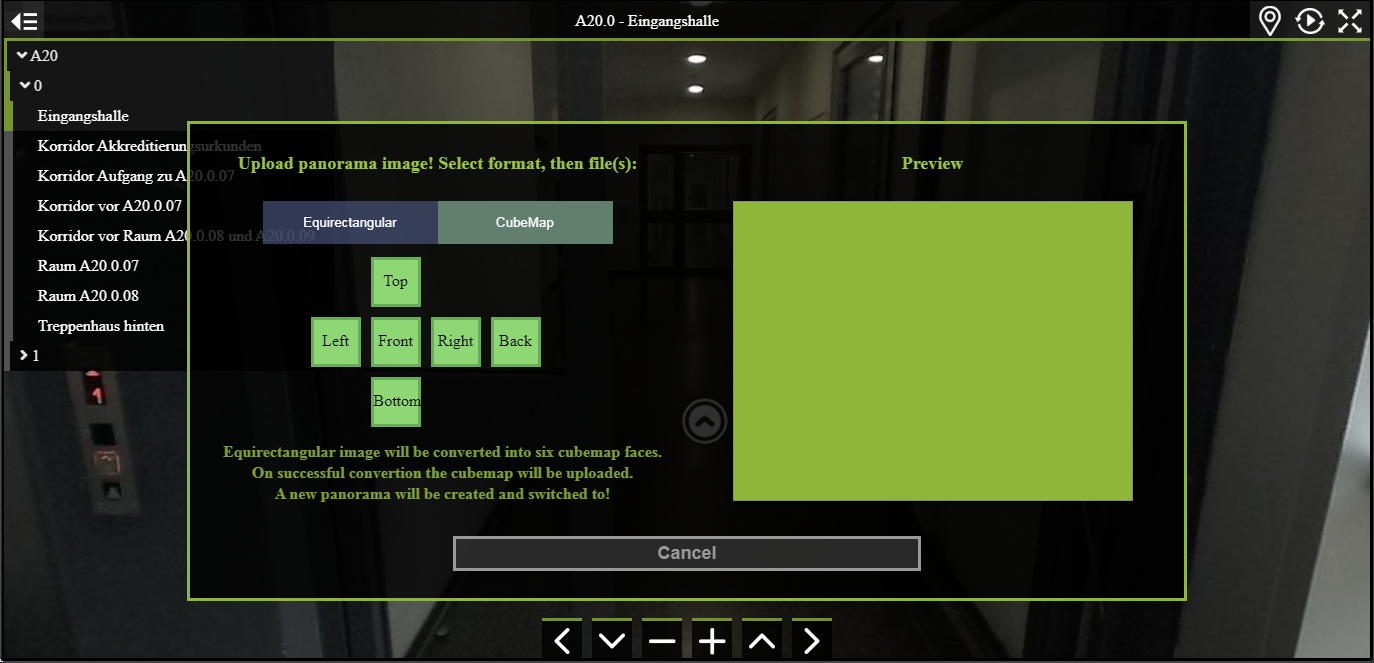 A20.0 - Eingangshalle
A20
0
Eingangshalle
Korridor Akkreditierungsurkunden
Korridor Aufgang zu A20.0.07
Korridor vor A20.0.07
Korridor vor Raum A20.0.08 und A20.0.09
Raum A20.0.07
Raum A20.0.08
Treppenhaus hinten
1
Upload panorama image! Select format, then file(s):
Equirectangular CubeMap
Top
Left Front Right Back
Bottom
Equirectangular image will be converted into six cubemap faces.
On successful convertion the cubemap will be uploaded.
A new panorama will be created and switched to!
Preview
Cancel
1